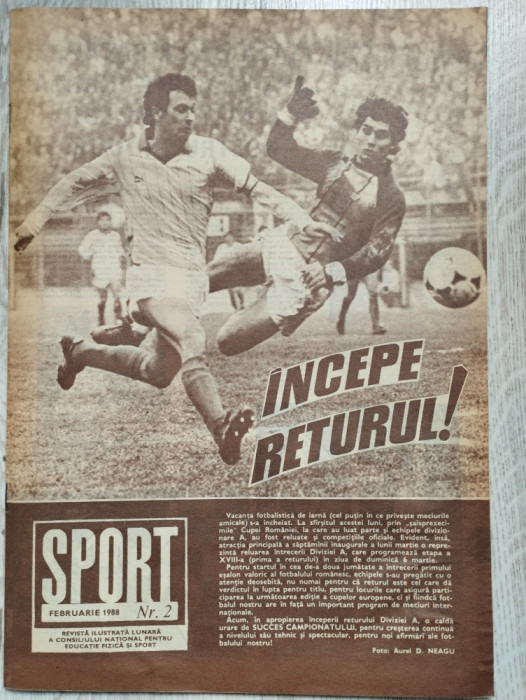 ÎNCEPE
RETURUL!
SPORT
FEBRUARIE 1988 Nr. 2
REVISTĂ ILUSTRATĂ LUNARĂ
A CONSILIULUI NAȚIONAL PENTRU
EDUCAȚIE FIZICĂ ȘI SPORT
Vacanța fotbalistică de iarnă (cel puțin în ce privește meciurile
amicale) s-a încheiat. La sfîrșitul acestei luni, prin „șaisprezeci-
mile" Cupei României, la care au luat parte și echipele divizio-
nare A, au fost reluate și competițiile oficiale. Evident, însă,
atracția principală a săptămînii inaugurale a lunii martie o repre-
zintă reluarea întrecerii Diviziei A, care programează etapa a
XVIII-a (prima a returului) în ziua de duminică 6 martie.
Pentru startul în cea de-a doua jumătate a întrecerii primului
eșalon valoric al fotbalului românesc, echipele s-au pregătit cu o
atenție deosebită, nu numai pentru că returul este cel care dă
verdictul în lupta pentru titlu, pentru locurile care asigură parti-
ciparea la următoarea ediție a cupelor europene, ci și fiindcă fot-
balul nostru are în față un important program de meciuri inter-
naționale.
Acum, în apropierea începerii returului Diviziei A, o caldă
urare de SUCCES CAMPIONATULUI, pentru creșterea continuă
a nivelului său tehnic și spectacular, pentru noi afirmări ale fot-
balului nostru!
Foto: Aurel D. NEAGU